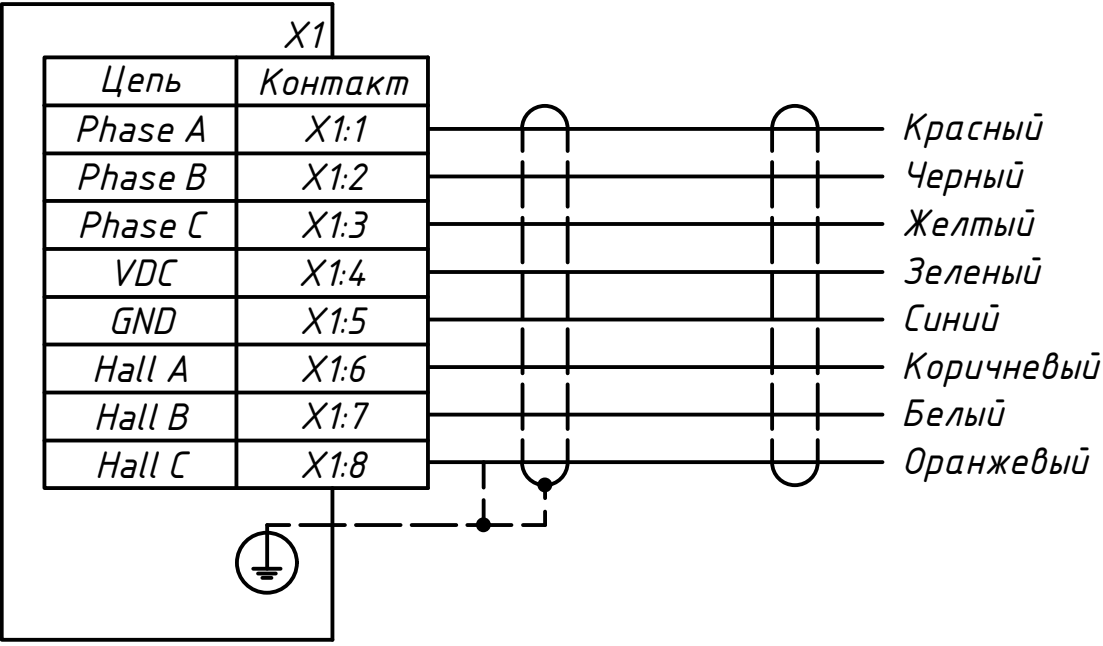 X1
Цепь Контакт
Phase A X1:1 Красный
Phase B X1:2 Черный
Phase C X1:3 Желтый
VDC X1:4 Зеленый
GND X1:5 Синий
Hall A X1:6 Коричневый
Hall B X1:7 Белый
Hall C X1:8 Оранжевый